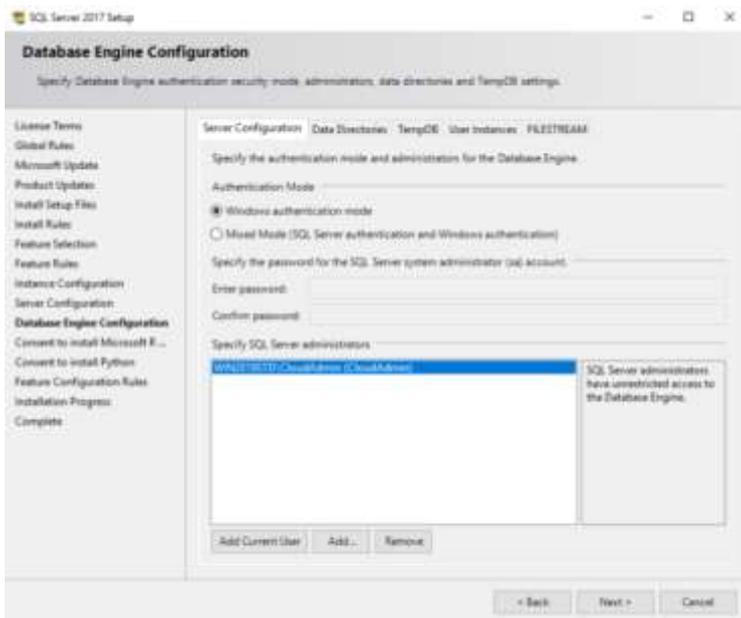 SQL Server 2017 Setup
Database Engine Configuration
Specify Database Engine authentication security mode, administrators, data directories and TempDB settings.
License Terms
Global Rules
Microsoft Update
Product Updates
Install Setup Files
Install Rules
Feature Selection
Feature Rules
Instance Configuration
Server Configuration
Database Engine Configuration
Consent to install Microsoft R ...
Consent to install Python
Feature Configuration Rules
Installation Progress
Complete
Server Configuration Data Directories TempDB User Instances FILESTREAM
Specify the authentication mode and administrators for the Database Engine.
Authentication Mode
Windows authentication mode
Mixed Mode (SQL Server authentication and Windows authentication)
Specify the password for the SQL Server system administrator (sa) account.
Enter password:
Confirm password:
Specify SQL Server administrators
(CloudAdmin)
SQL Server administrators
have unrestricted access to
the Database Engine.
Add Current User Add... Remove
< Back Next > Cancel